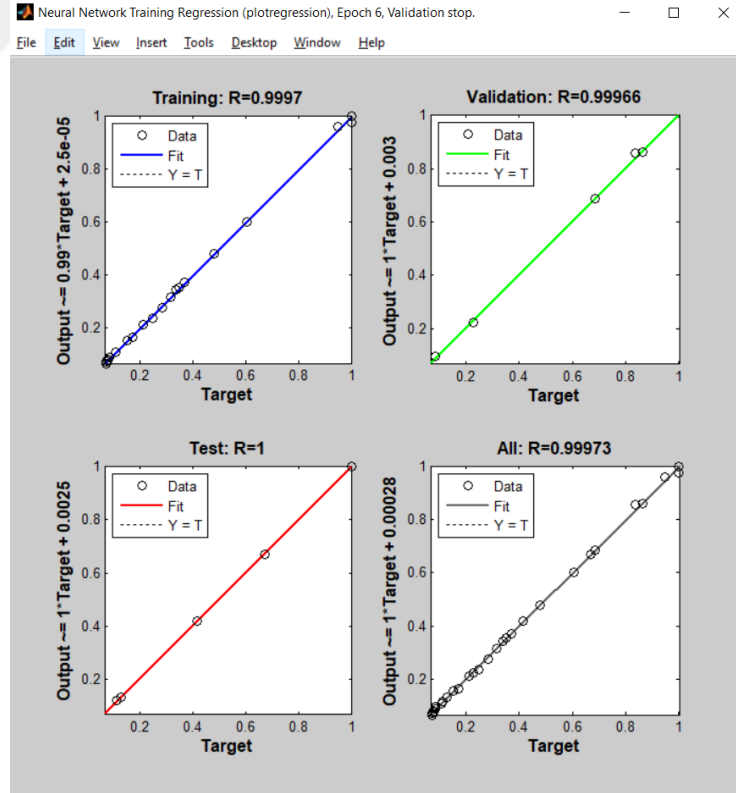 Neural Network Training Regression (plotregression), Epoch 6, Validation stop.
File Edit View Insert Tools Desktop Window Help
Training: R=0.9997
Output ~= 0.99*Target + 2.5e-05
Data
Fit
Y = T
1
0.8
0.6
0.4
0.2
0.2 0.4 0.6 0.8 1
Target
Validation: R=0.99966
Output ~= 1*Target + 0.003
Data
Fit
Y = T
1
0.8
0.6
0.4
0.2
0.2 0.4 0.6 0.8 1
Target
Test: R=1
Output ~= 1*Target + 0.0025
Data
Fit
Y = T
1
0.8
0.6
0.4
0.2
0.2 0.4 0.6 0.8 1
Target
All: R=0.99973
Output ~= 1*Target + 0.00028
Data
Fit
Y = T
1
0.8
0.6
0.4
0.2
0.2 0.4 0.6 0.8 1
Target